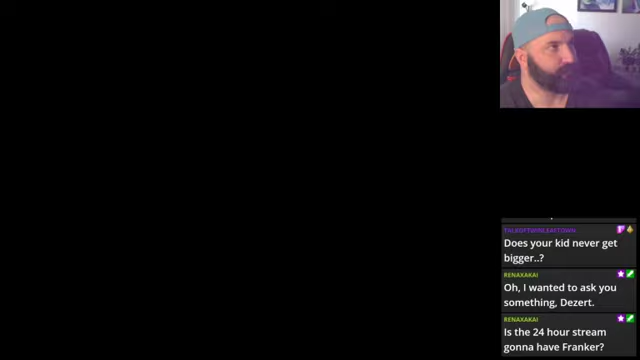 TALEOFTWINLEAFTOWN
Does your kid never get
bigger..?
RENAXAKAI
Oh, I wanted to ask you
something, Dezert.
RENAXAKAI
Is the 24 hour stream
gonna have Franker?